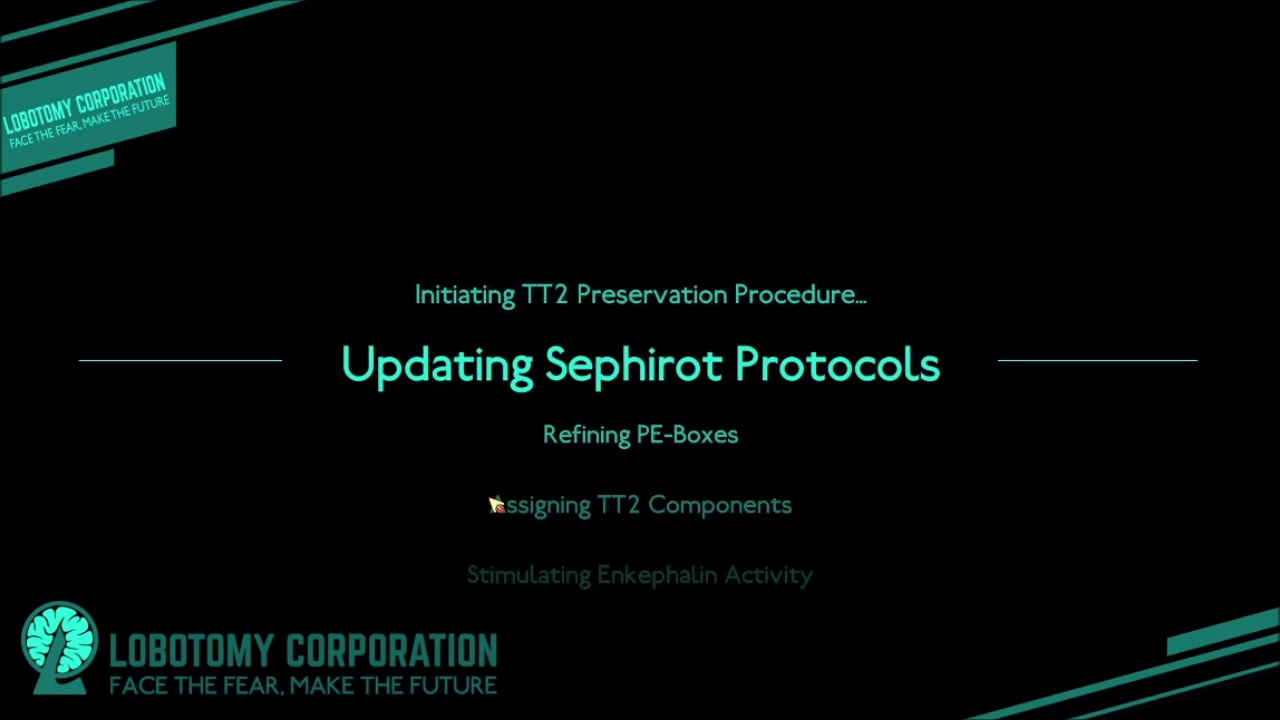 LOBOTOMY CORPORATION
FACE THE FEAR, MAKE THE FUTURE
Initiating TT2 Preservation Procedure...
Updating Sephirot Protocols
Refining PE-Boxes
Assigning TT2 Components
Stimulating Enkephalin Activity
LOBOTOMY CORPORATION
FACE THE FEAR, MAKE THE FUTURE